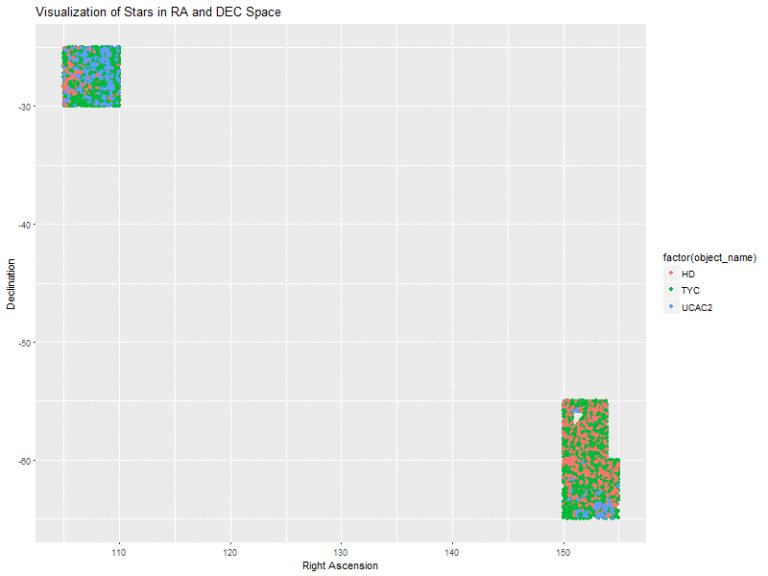 Visualization of Stars in RA and DEC Space
-30
-40
-50
-60
Declination
110 120 130 140 150
Right Ascension
factor(object_name)
HD
TYC
UCAC2